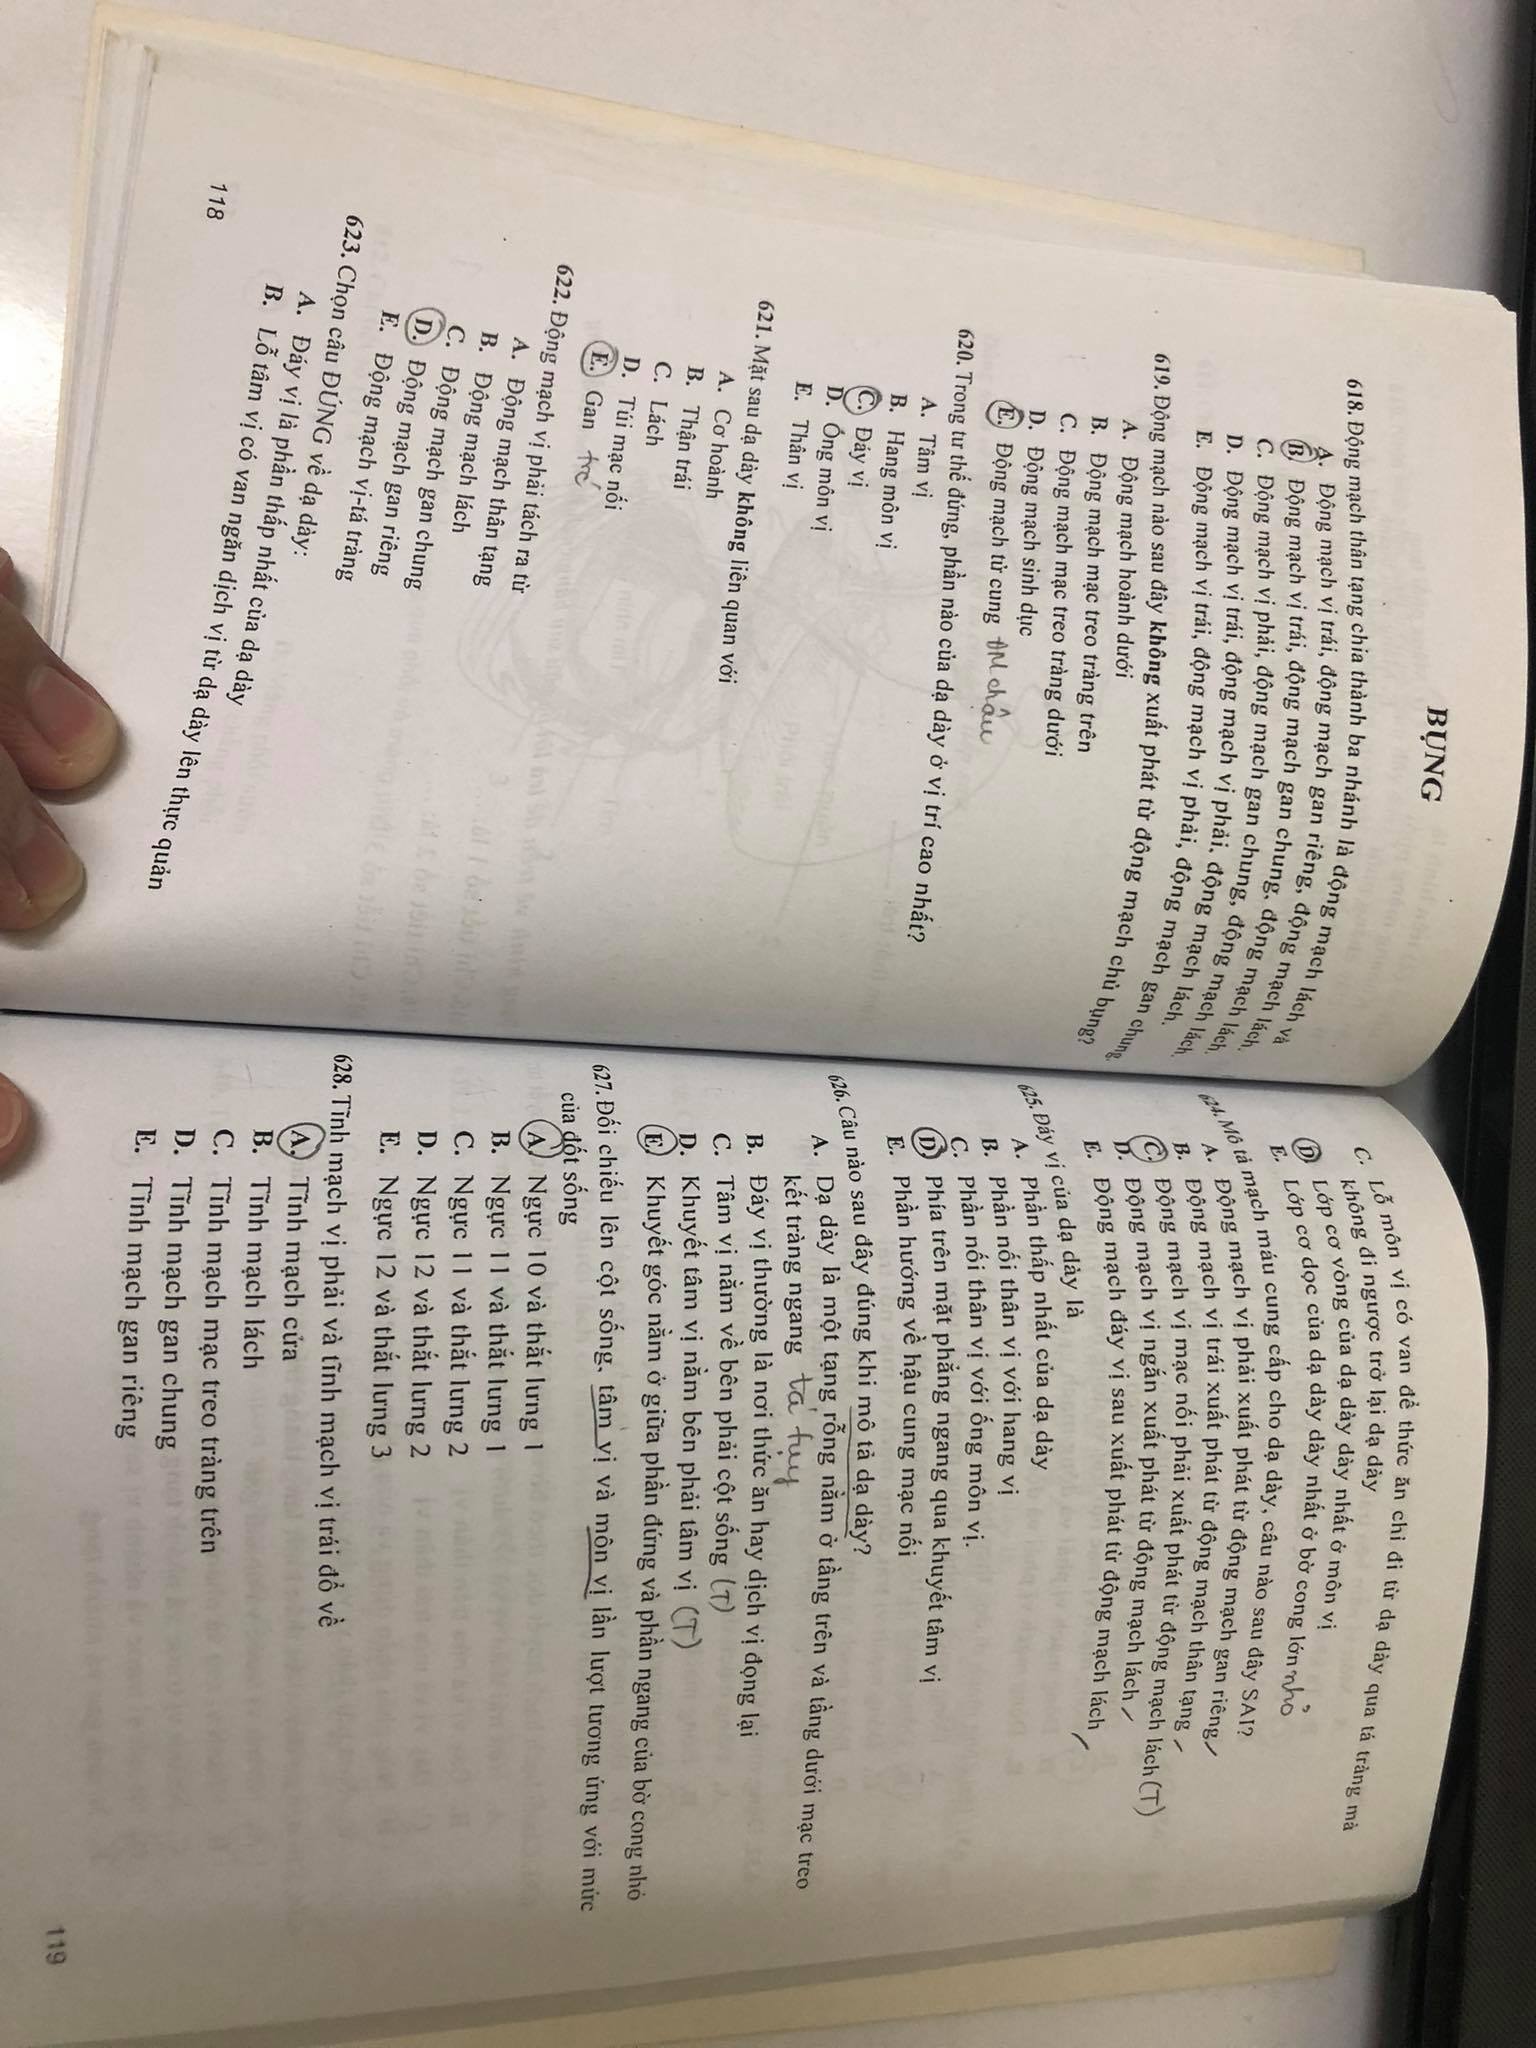 BỤNG
618. Động mạch thân tạng chia thành ba nhánh là động mạch lách và
A. Động mạch vị trái, động mạch gan riêng, động mạch lách.
B. Động mạch vị trái, động mạch gan chung, động mạch lách.
C. Động mạch vị phải, động mạch gan chung, động mạch lách.
D. Động mạch vị trái, động mạch vị phải, động mạch lách.
E. Động mạch vị trái, động mạch vị phải, động mạch gan chung.
619. Động mạch nào sau đây không xuất phát từ động mạch chủ bụng?
A. Động mạch hoành dưới
B. Động mạch mạc treo tràng trên
C. Động mạch mạc treo tràng dưới
D. Động mạch sinh dục
E. Động mạch tử cung ĐM chậu
620. Trong tư thế đứng, phần nào của dạ dày ở vị trí cao nhất?
A. Tâm vị
B. Hang môn vị
C. Đáy vị
D. Ống môn vị
E. Thân vị
621. Mặt sau dạ dày không liên quan với
A. Cơ hoành
B. Thận trái
C. Lách
D. Túi mạc nối
E. Gan trc
622. Động mạch vị phải tách ra từ
A. Động mạch thân tạng
B. Động mạch lách
C. Động mạch gan chung
D. Động mạch gan riêng
E. Động mạch vị-tá tràng
623. Chọn câu ĐÚNG về dạ dày:
A. Đáy vị là phần thấp nhất của dạ dày
B. Lỗ tâm vị có van ngăn dịch vị từ dạ dày lên thực quản
118
C. Lỗ môn vị có van để thức ăn chỉ đi từ dạ dày qua tá tràng mà
không đi ngược trở lại dạ dày
D. Lớp cơ vòng của dạ dày dày nhất ở môn vị
E. Lớp cơ dọc của dạ dày dày nhất ở bờ cong lớn nhỏ
624. Mô tả mạch máu cung cấp cho dạ dày, câu nào sau đây SAI?
A. Động mạch vị phải xuất phát từ động mạch gan riêng
B. Động mạch vị trái xuất phát từ động mạch thân tạng
C. Động mạch vị mạc nối phải xuất phát từ động mạch lách (T)
D. Động mạch vị ngắn xuất phát từ động mạch lách
E. Động mạch đáy vị sau xuất phát từ động mạch lách
625. Đáy vị của dạ dày là
A. Phần thấp nhất của dạ dày
B. Phần nối thân vị với hang vị
C. Phần nối thân vị với ống môn vị.
D. Phía trên mặt phẳng ngang qua khuyết tâm vị
E. Phần hướng về hậu cung mạc nối
626. Câu nào sau đây đúng khi mô tả dạ dày?
A. Dạ dày là một tạng rỗng nằm ở tầng trên và tầng dưới mạc treo
kết tràng ngang tá tụy
B. Đáy vị thường là nơi thức ăn hay dịch vị đọng lại
C. Tâm vị nằm về bên phải cột sống (T)
D. Khuyết tâm vị nằm bên phải tâm vị (T)
E. Khuyết góc nằm ở giữa phần đứng và phần ngang của bờ cong nhỏ
627. Đối chiếu lên cột sống, tâm vị và môn vị lần lượt tương ứng với mức
của đốt sống
A. Ngực 10 và thắt lưng 1
B. Ngực 11 và thắt lưng 1
C. Ngực 11 và thắt lưng 2
D. Ngực 12 và thắt lưng 2
E. Ngực 12 và thắt lưng 3
628. Tĩnh mạch vị phải và tĩnh mạch vị trái đổ về
A. Tĩnh mạch cửa
B. Tĩnh mạch lách
C. Tĩnh mạch mạc treo tràng trên
D. Tĩnh mạch gan chung
E. Tĩnh mạch gan riêng
119